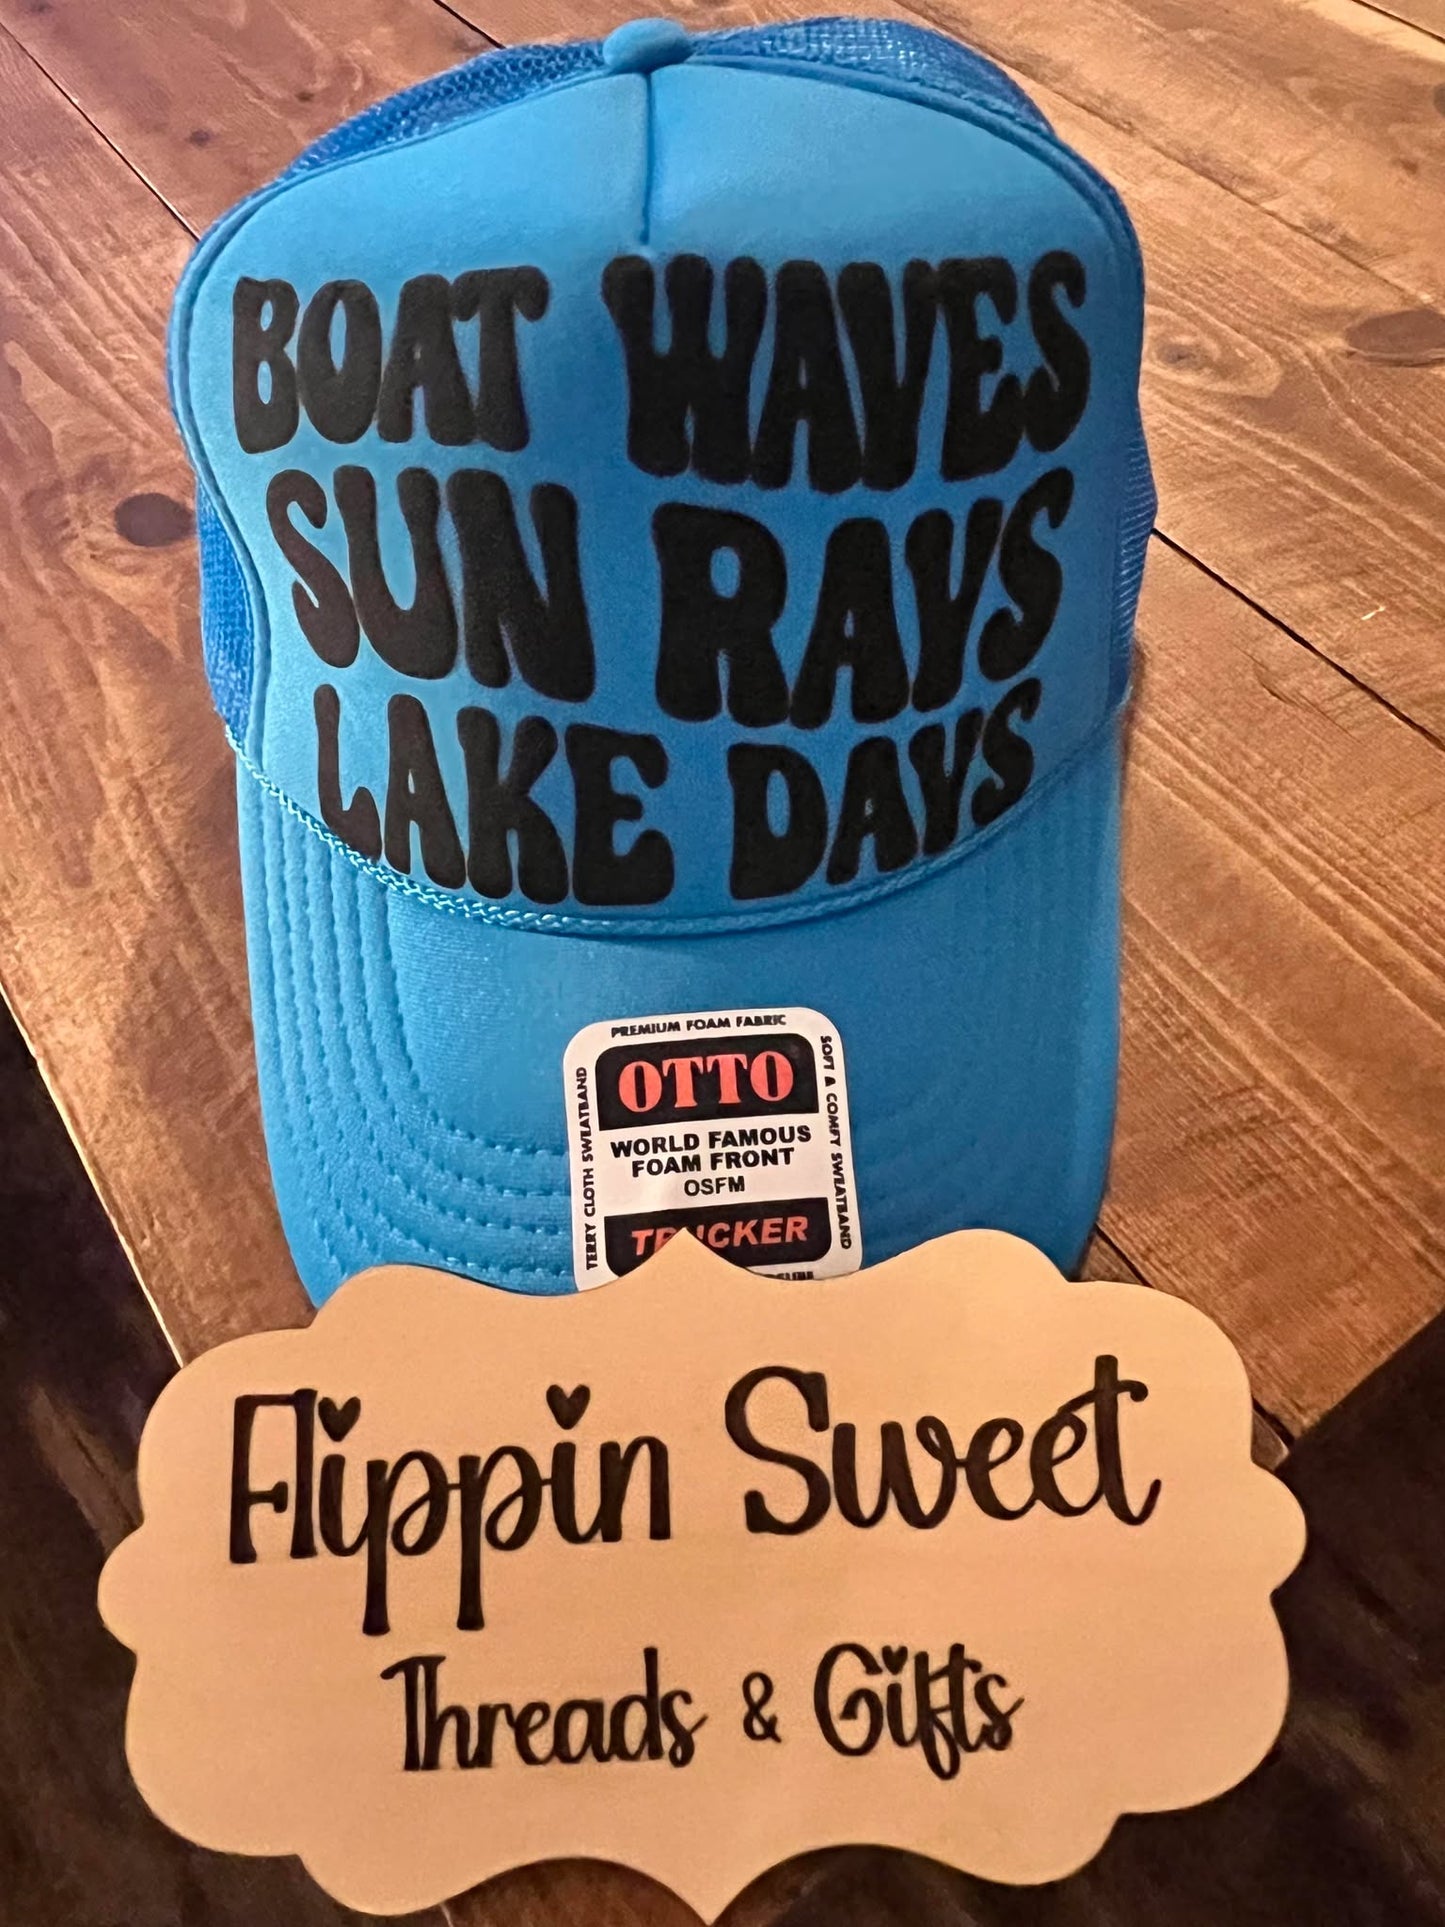 BOAT WAVES
SUN RAYS
LAKE DAYS
PREMIUM FOAM FABRIC
TERRY CLOTH SWEATBAND
SOFT & COMFY SWEATBAND
OTTO
WORLD FAMOUS
FOAM FRONT
OSFM
TRUCKER
Flippin Sweet
Threads & Gifts